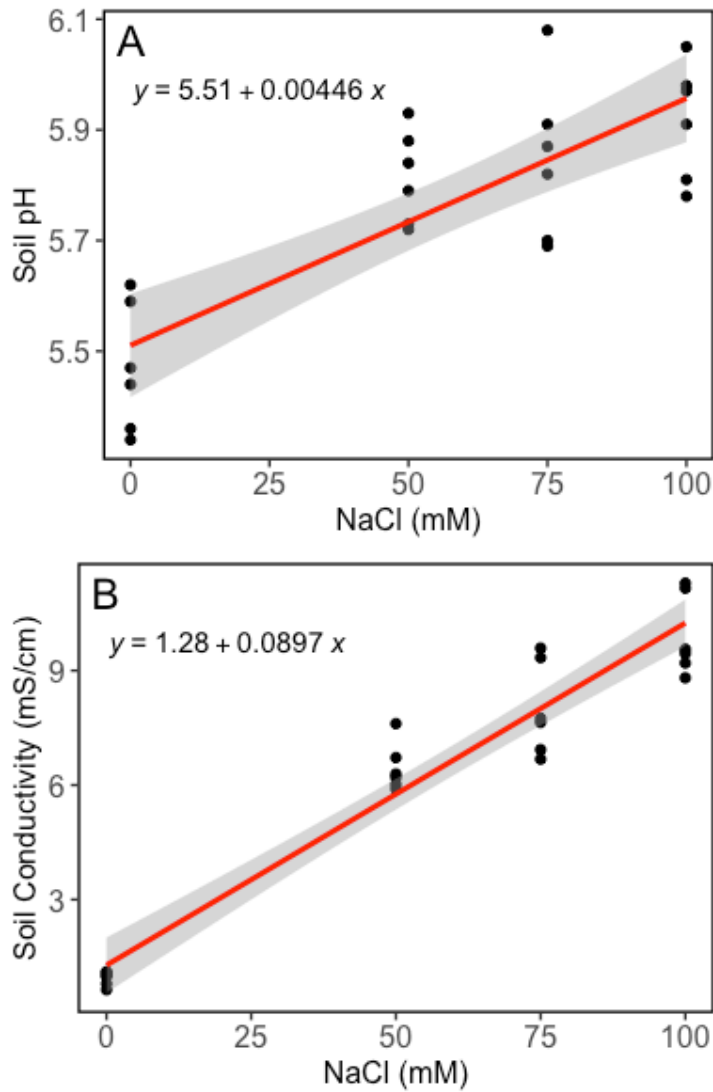 A
y = 5.51 + 0.00446 x
6.1
5.9
5.7
5.5
Soil pH
0 25 50 75 100
NaCl (mM)
B
y = 1.28 + 0.0897 x
9
6
3
Soil Conductivity (mS/cm)
0 50 75 100
NaCl (mM)